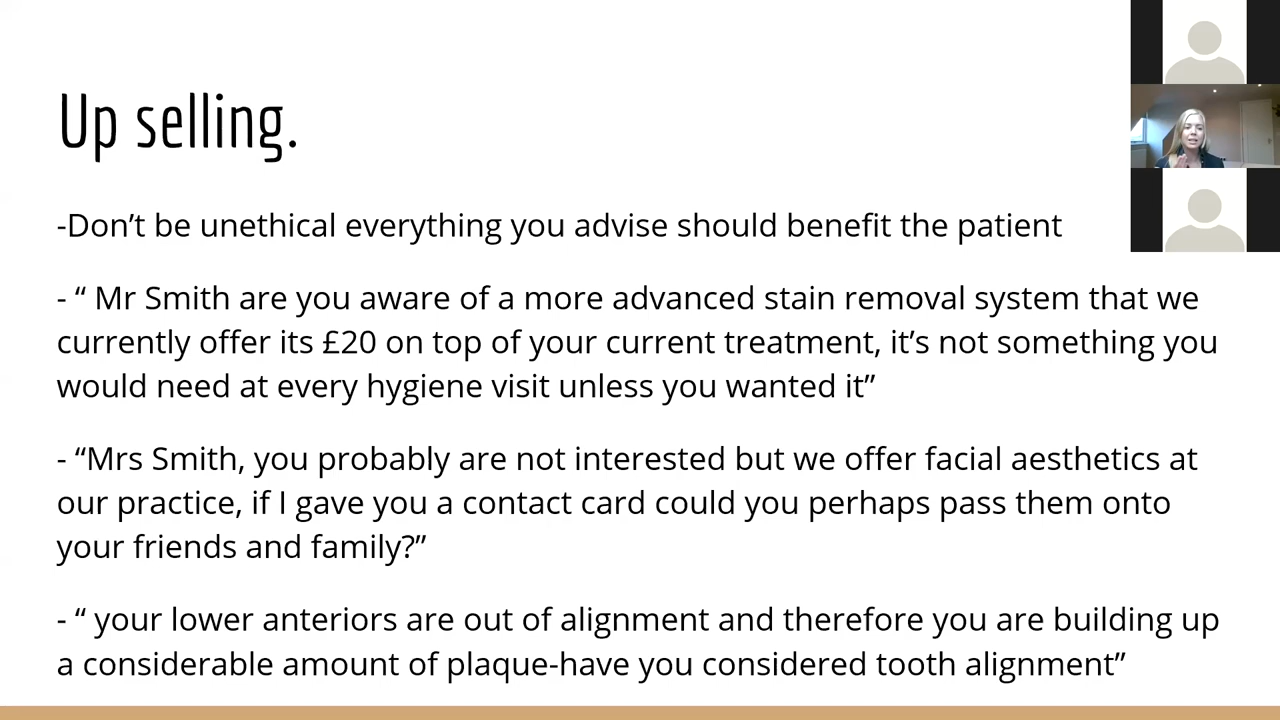 Up selling.
-Don’t be unethical everything you advise should benefit the patient
- “ Mr Smith are you aware of a more advanced stain removal system that we
currently offer its £20 on top of your current treatment, it’s not something you
would need at every hygiene visit unless you wanted it”
- “Mrs Smith, you probably are not interested but we offer facial aesthetics at
our practice, if I gave you a contact card could you perhaps pass them onto
your friends and family?”
- “ your lower anteriors are out of alignment and therefore you are building up
a considerable amount of plaque-have you considered tooth alignment”